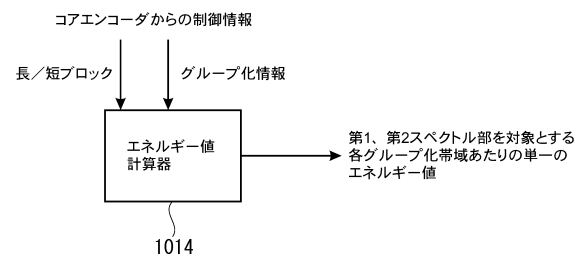 コアエンコーダからの制御情報
長／短ブロック
グループ化情報
エネルギー値
計算器
第1、第2スペクトル部を対象とする
各グループ化帯域あたりの単一の
エネルギー値
1014